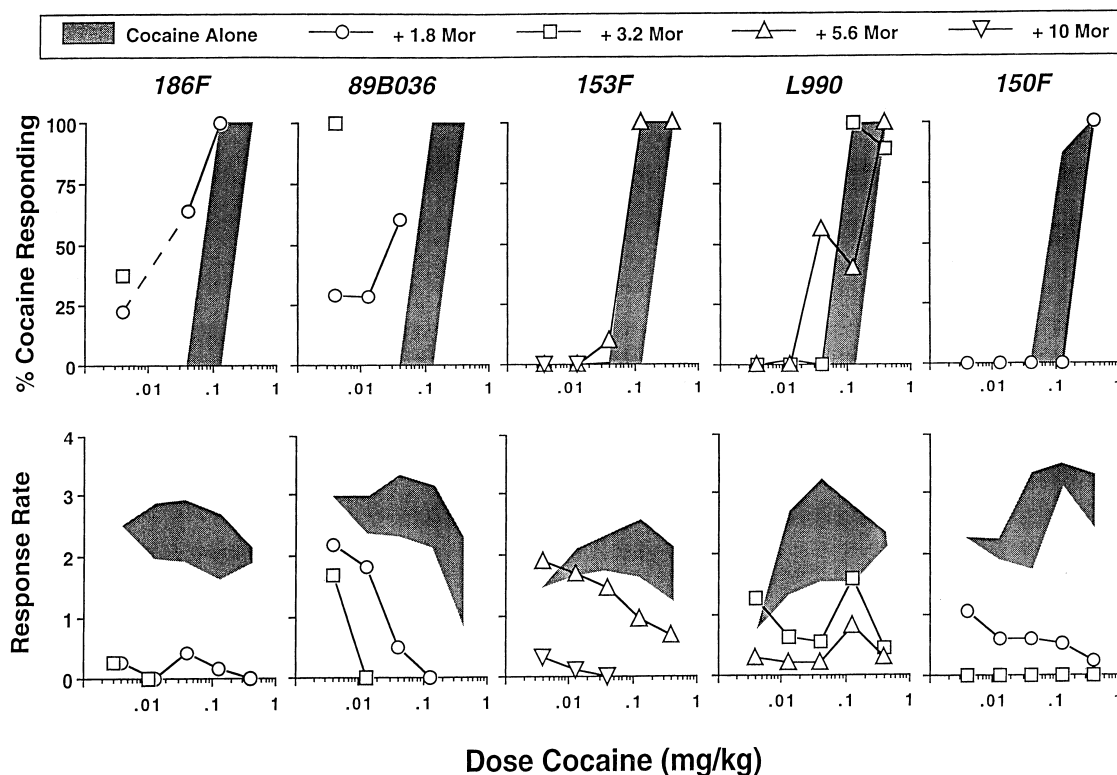 Cocaine Alone + 1.8 Mor + 3.2 Mor + 5.6 Mor + 10 Mor
186F 89B036 153F L990 150F
% Cocaine Responding
100
75
50
25
0
.01 .1 1 .01 .1 1 .01 .1 1 .01 .1 1 .01 .1 1
Response Rate
4
3
2
1
0
.01 .1 1 .01 .1 1 .01 .1 1 .01 .1 1 .01 .1 1
Dose Cocaine (mg/kg)